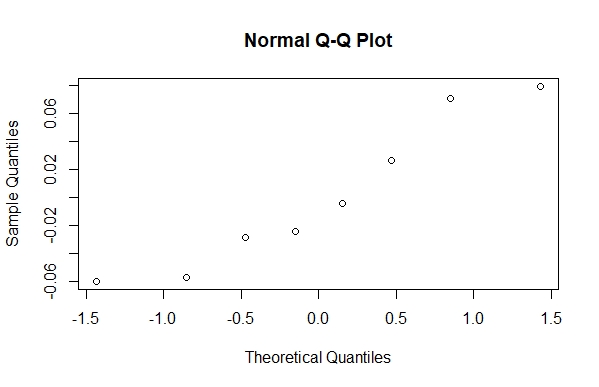 Normal Q-Q Plot
Sample Quantiles
0.06
0.02
-0.02
-0.06
-1.5 -1.0 -0.5 0.0 0.5 1.0 1.5
Theoretical Quantiles